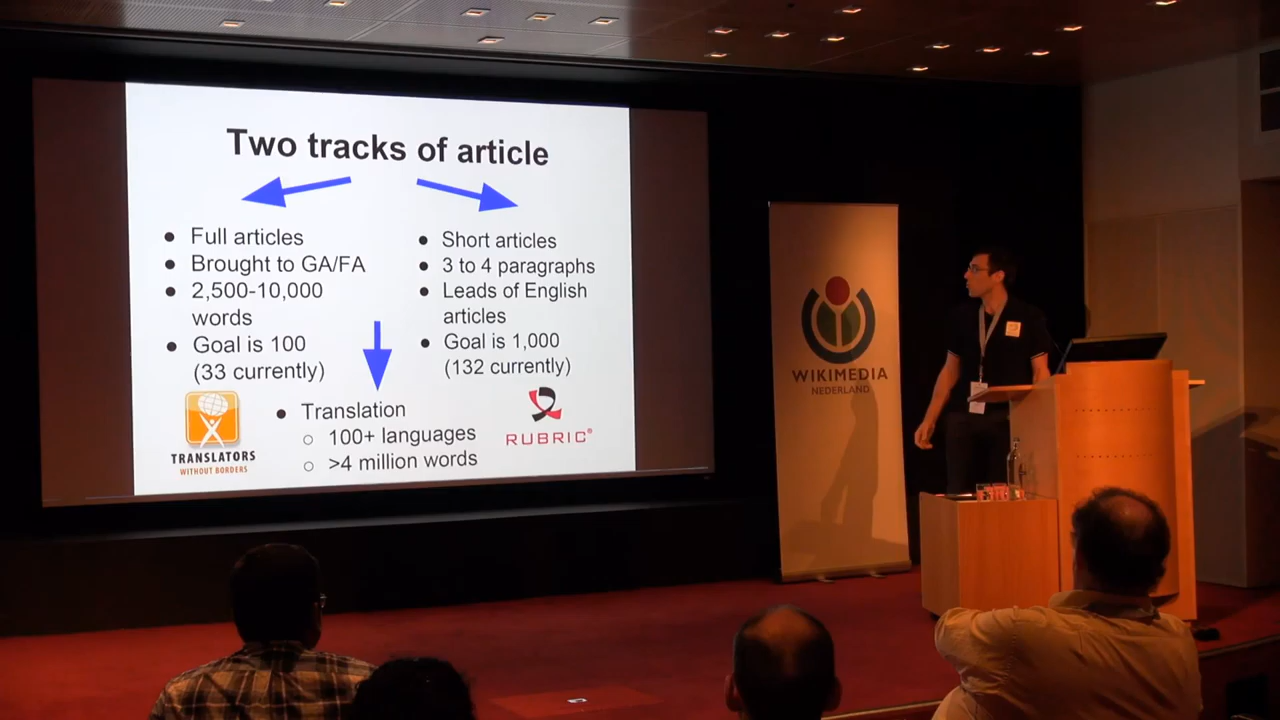 Two tracks of article
● Full articles
● Brought to GA/FA
● 2,500-10,000
words
● Goal is 100
(33 currently)
● Short articles
● 3 to 4 paragraphs
● Leads of English
articles
● Goal is 1,000
(132 currently)
● Translation
○ 100+ languages
○ >4 million words
TRANSLATORS
WITHOUT BORDERS
RUBRIC®
WIKIMEDIA
NEDERLAND